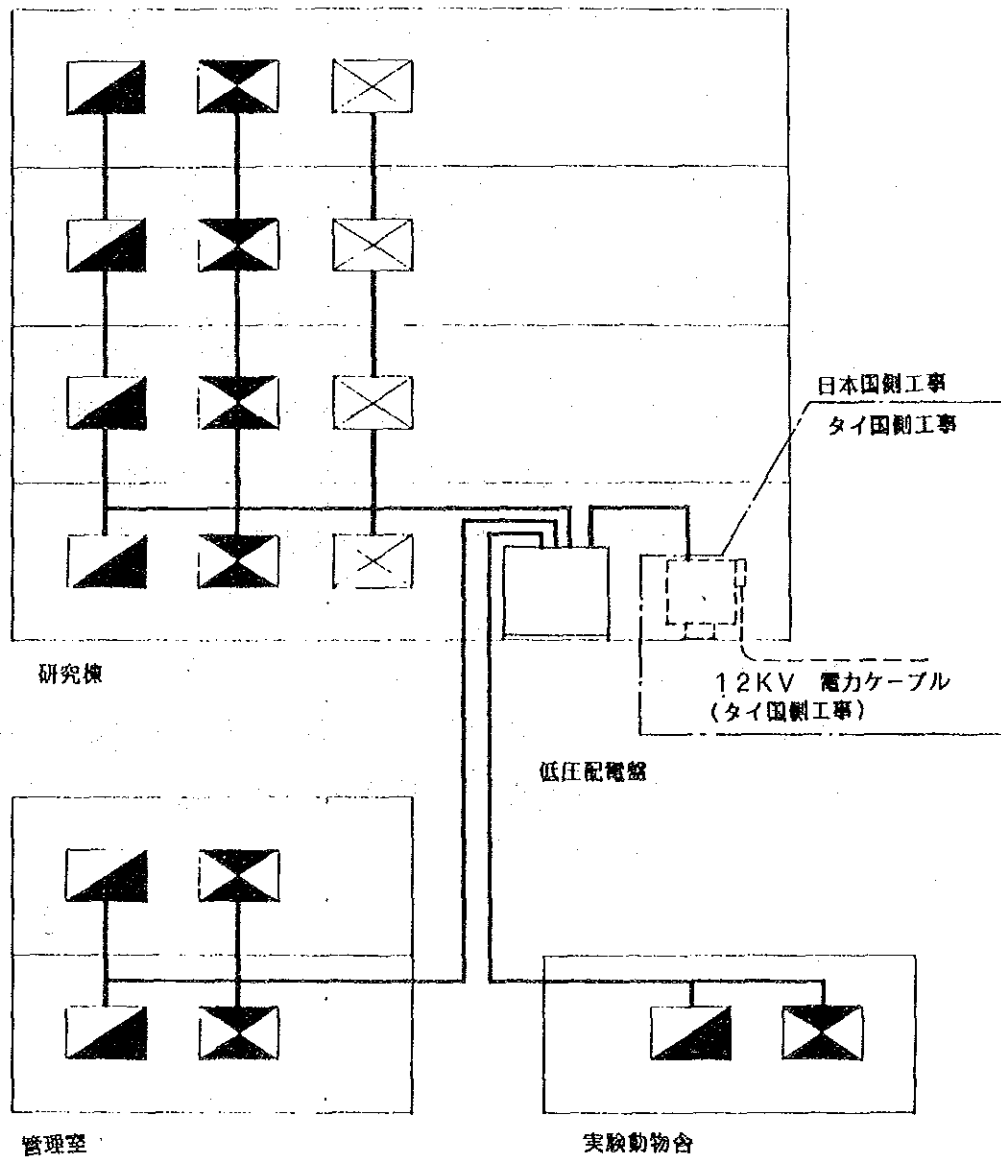 日本国側工事
タイ国側工事
研究棟
12KV 電力ケーブル
(タイ国側工事)
低圧配電盤
管理室
実験動物舎